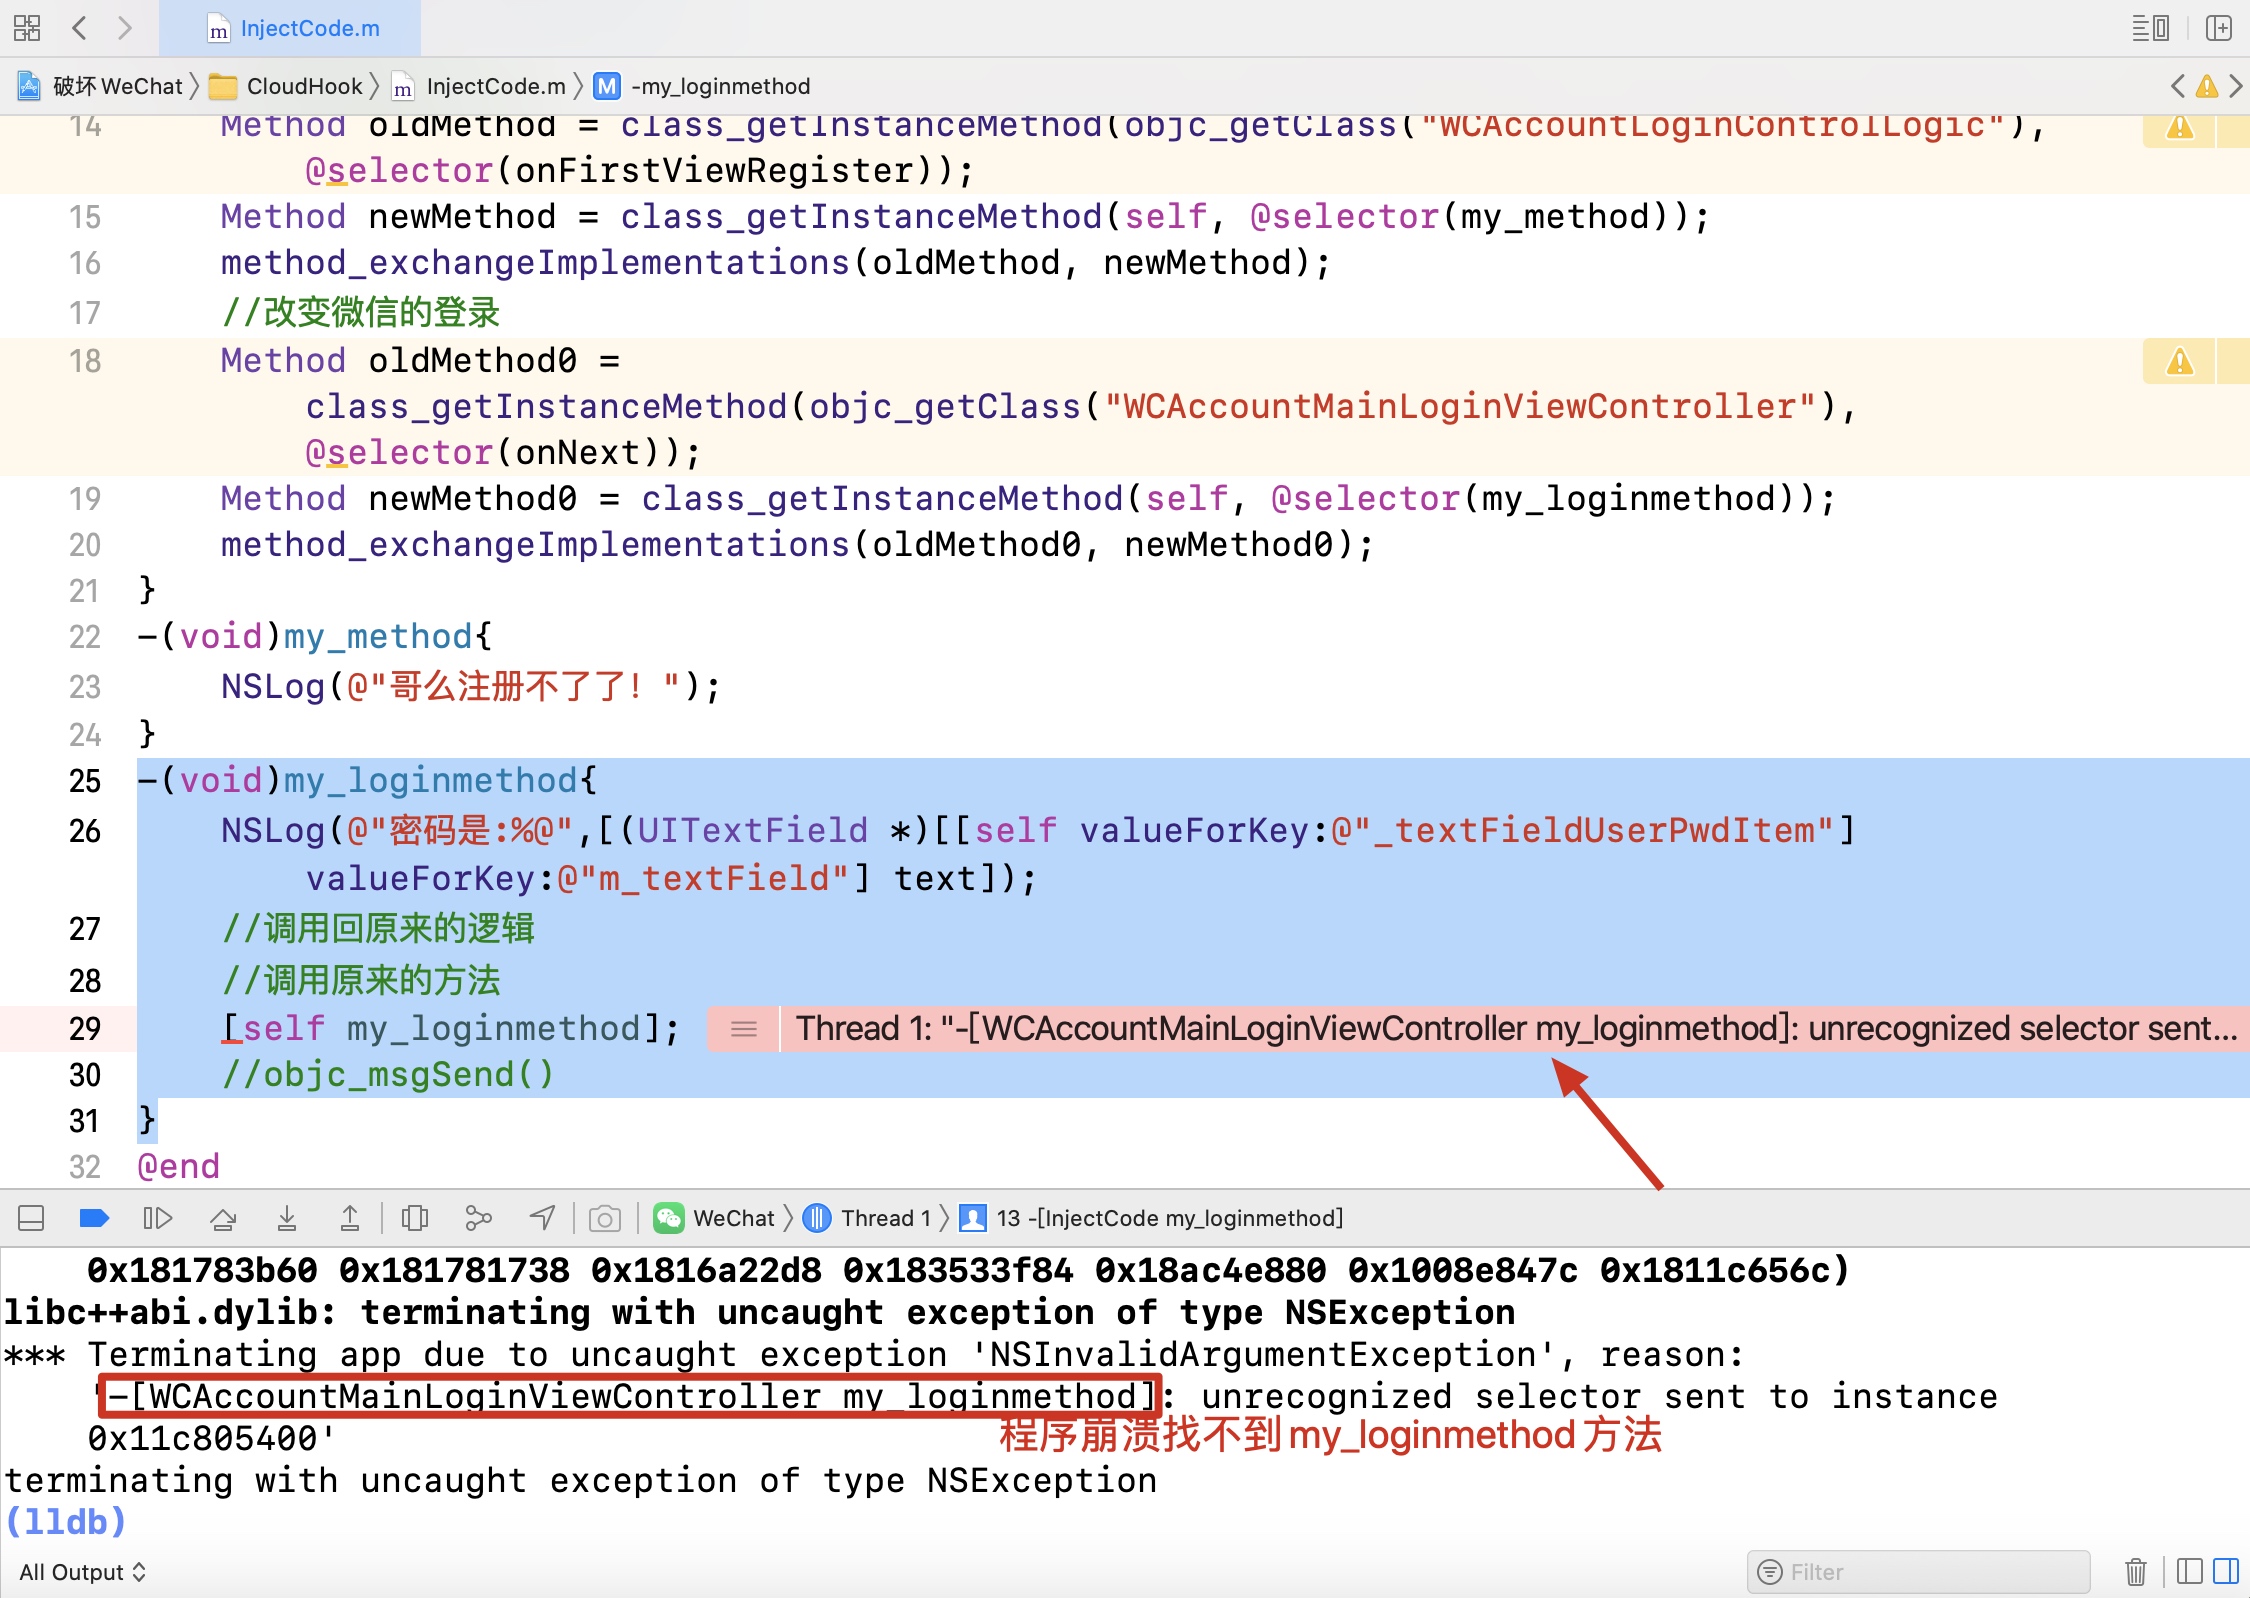 InjectCode.m
破坏WeChat CloudHook InjectCode.m M -my_loginmethod
14 Method oldMethod = class_getInstanceMethod(objc_getClass("WCAccountLoginControlLogic"),
@selector(onFirstViewRegister));
15 Method newMethod = class_getInstanceMethod(self, @selector(my_method));
16 method_exchangeImplementations(oldMethod, newMethod);
17 //改变微信的登录
18 Method oldMethod0 =
class_getInstanceMethod(objc_getClass("WCAccountMainLoginViewController"),
@selector(onNext));
19 Method newMethod0 = class_getInstanceMethod(self, @selector(my_loginmethod));
20 method_exchangeImplementations(oldMethod0, newMethod0);
21 }
22 -(void)my_method{
23 NSLog(@"哥么注册不了了！");
24 }
25 -(void)my_loginmethod{
26 NSLog(@"密码是:%@",[(UITextField *)[[self valueForKey:@"_textFieldUserPwdItem"]
valueForKey:@"m_textField"] text]);
27 //调用回原来的逻辑
28 //调用原来的方法
29 [self my_loginmethod]; Thread 1: "-[WCAccountMainLoginViewController my_loginmethod]: unrecognized selector sent...
30 //objc_msgSend()
31 }
32 @end
WeChat Thread 1 13 -[InjectCode my_loginmethod]
0x181783b60 0x181781738 0x1816a22d8 0x183533f84 0x18ac4e880 0x1008e847c 0x1811c656c)
libc++abi.dylib: terminating with uncaught exception of type NSException
*** Terminating app due to uncaught exception 'NSInvalidArgumentException', reason:
'-[WCAccountMainLoginViewController my_loginmethod]: unrecognized selector sent to instance
0x11c805400'
程序崩溃找不到my_loginmethod方法
terminating with uncaught exception of type NSException
(lldb)
All Output Filter